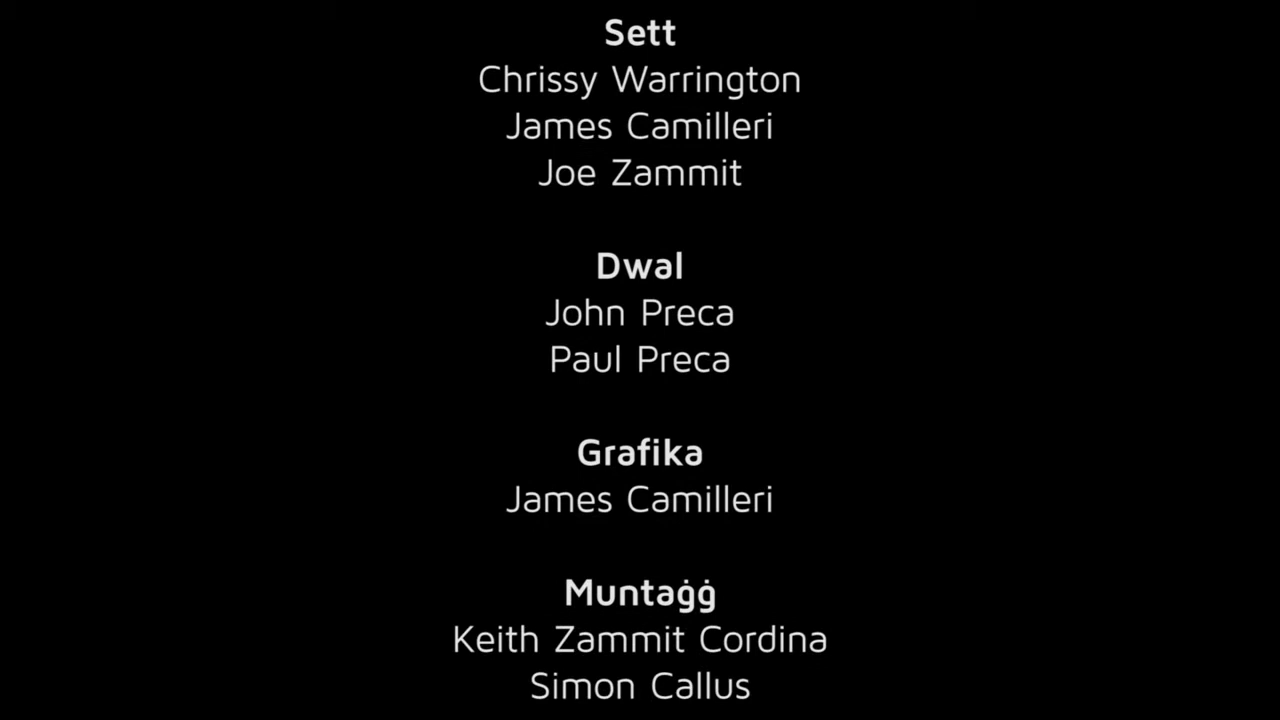 Sett
Chrissy Warrington
James Camilleri
Joe Zammit
Dwal
John Preca
Paul Preca
Grafika
James Camilleri
Muntaġġ
Keith Zammit Cordina
Simon Callus